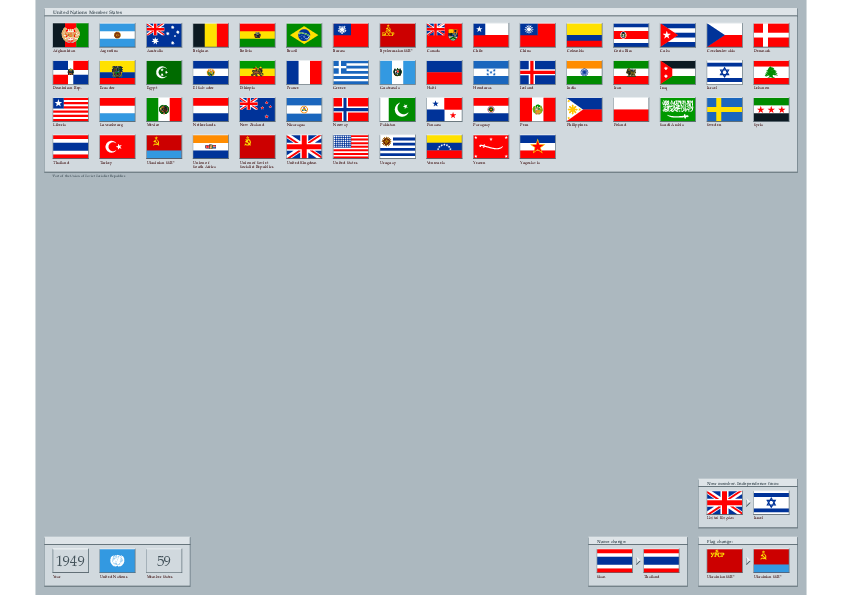 United Nations Member States
Afghanistan Argentina Australia Belgium Bolivia Brazil Burma Byelorussian SSR* Canada Chile China Colombia Costa Rica Cuba Czechoslovakia Denmark
Dominican Rep. Ecuador Egypt El Salvador Ethiopia France Greece Guatemala Haiti Honduras Iceland India Iran Iraq Israel Lebanon
Liberia Luxembourg Mexico Netherlands New Zealand Nicaragua Norway Pakistan Panama Paraguay Peru Philippines Poland Saudi Arabia Sweden Syria
Thailand Turkey Ukrainian SSR* Union of South Africa Union of Soviet Socialist Republics United Kingdom United States Uruguay Venezuela Yemen Yugoslavia
New member, Independence from:
United Kingdom Israel
Name change:
Siam Thailand
Flag change:
Ukrainian SSR* Ukrainian SSR*
1949 59
Year United Nations Member States